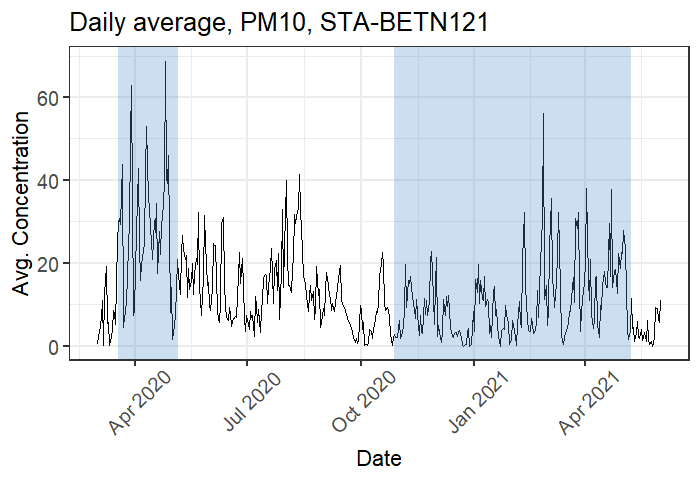 Daily average, PM10, STA-BETN121
Avg. Concentration
60
40
20
0
Apr 2020
Jul 2020
Oct 2020
Jan 2021
Apr 2021
Date